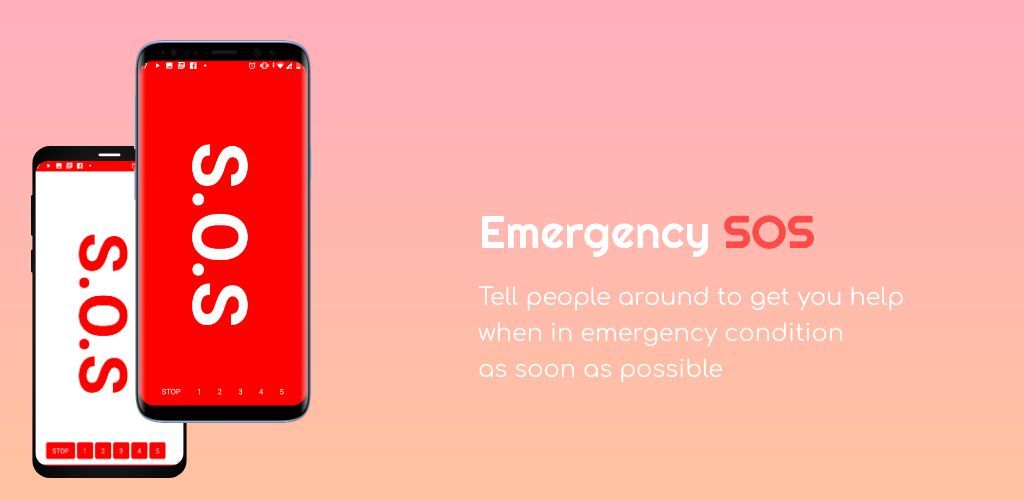 S.O.S
STOP 1 2 3 4 5
S.O.S
STOP 1 2 3 4 5
Emergency SOS
Tell people around to get you help
when in emergency condition
as soon as possible